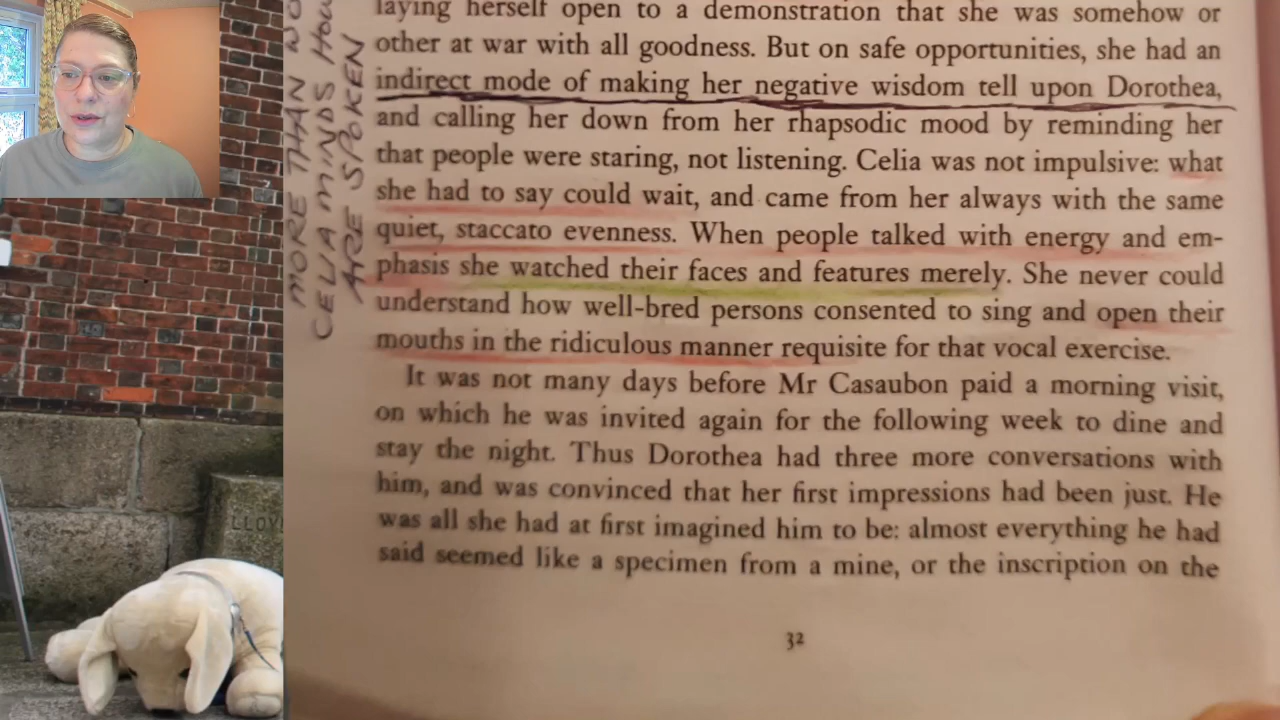 MORE THAN WO
CELIA MINDS HOW
ARE SPOKEN
laying herself open to a demonstration that she was somehow or
other at war with all goodness. But on safe opportunities, she had an
indirect mode of making her negative wisdom tell upon Dorothea,
and calling her down from her rhapsodic mood by reminding her
that people were staring, not listening. Celia was not impulsive: what
she had to say could wait, and came from her always with the same
quiet, staccato evenness. When people talked with energy and em-
phasis she watched their faces and features merely. She never could
understand how well-bred persons consented to sing and open their
mouths in the ridiculous manner requisite for that vocal exercise.
It was not many days before Mr Casaubon paid a morning visit,
on which he was invited again for the following week to dine and
stay the night. Thus Dorothea had three more conversations with
him, and was convinced that her first impressions had been just. He
was all she had at first imagined him to be: almost everything he had
said seemed like a specimen from a mine, or the inscription on the
32
LLOY